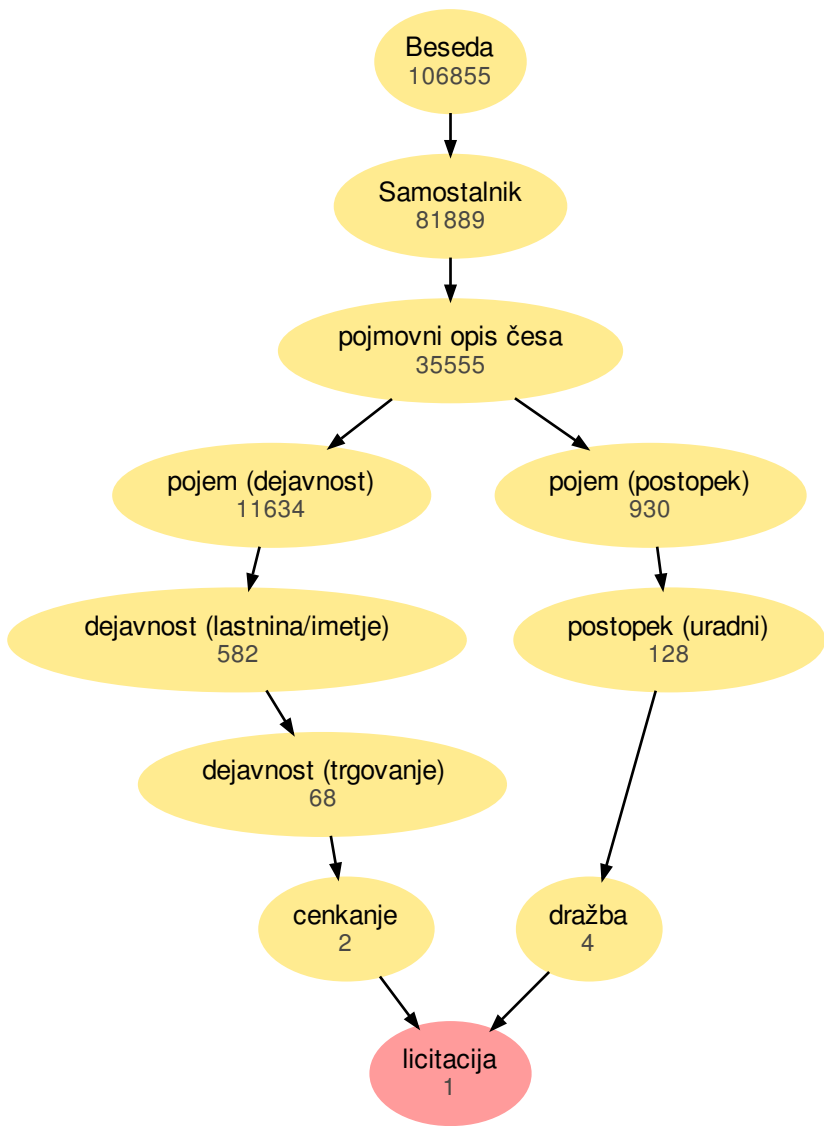 Beseda
106855
Samostalnik
81889
pojmovni opis česa
35555
pojem (dejavnost)
11634
pojem (postopek)
930
dejavnost (lastnina/imetje)
582
postopek (uradni)
128
dejavnost (trgovanje)
68
cenkanje
2
dražba
4
licitacija
1